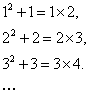 1² + 1 = 1 × 2,
2² + 2 = 2 × 3,
3² + 3 = 3 × 4.
...